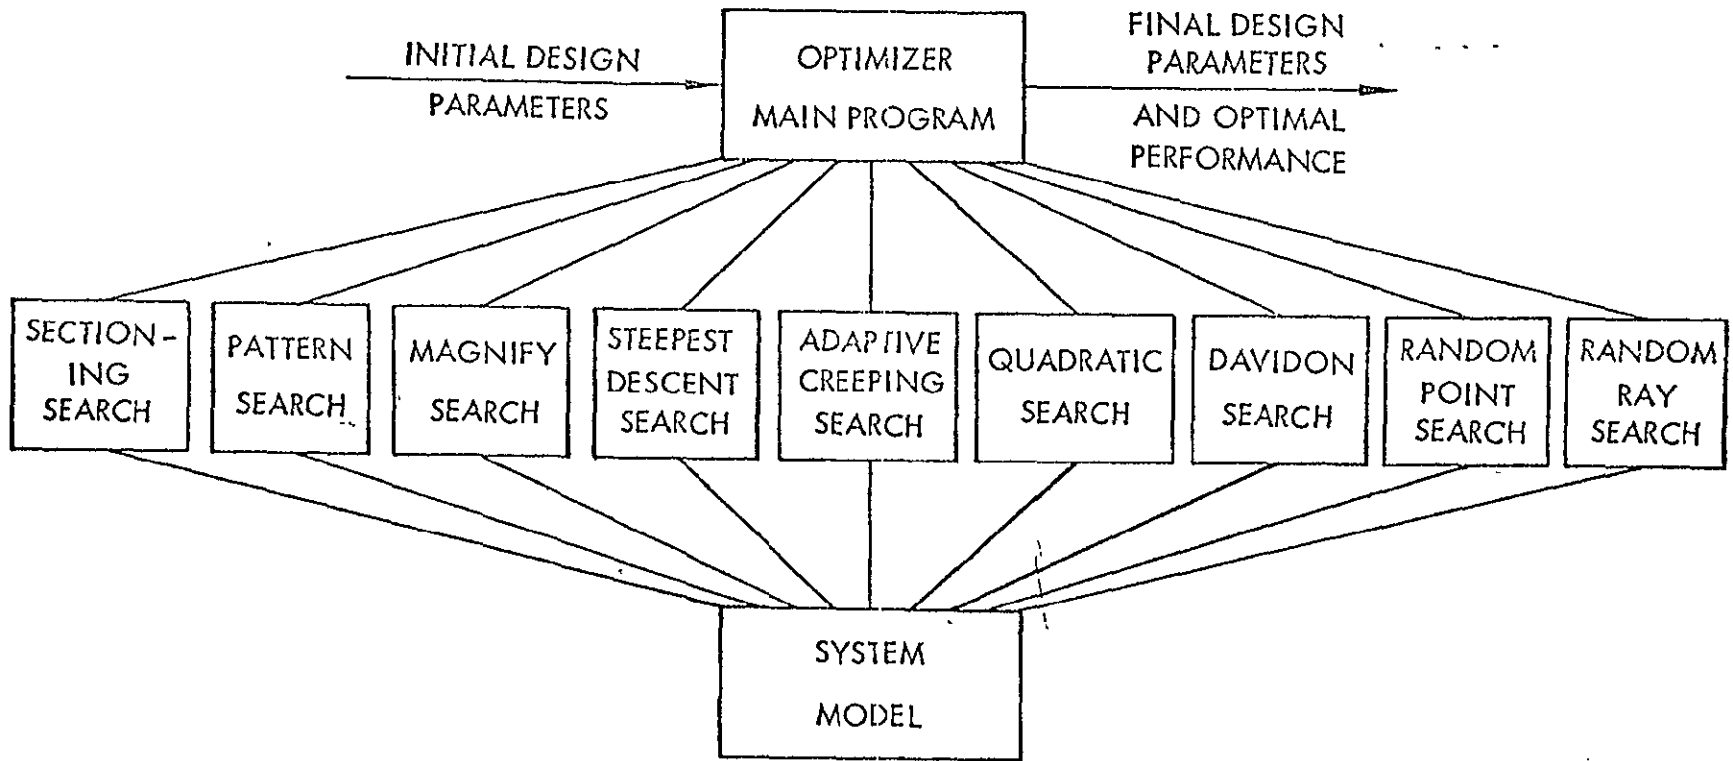 INITIAL DESIGN
PARAMETERS
OPTIMIZER
MAIN PROGRAM
FINAL DESIGN
PARAMETERS
AND OPTIMAL
PERFORMANCE
SECTION-
ING
SEARCH
PATTERN
SEARCH
MAGNIFY
SEARCH
STEEPEST
DESCENT
SEARCH
ADAPTIVE
CREEPING
SEARCH
QUADRATIC
SEARCH
DAVIDON
SEARCH
RANDOM
POINT
SEARCH
RANDOM
RAY
SEARCH
SYSTEM
MODEL